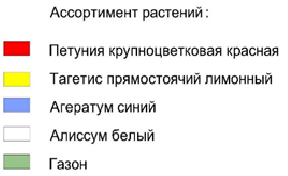 Ассортимент растений:
Петуния крупноцветковая красная
Тагетис прямостоячий лимонный
Агератум синий
Алиссум белый
Газон